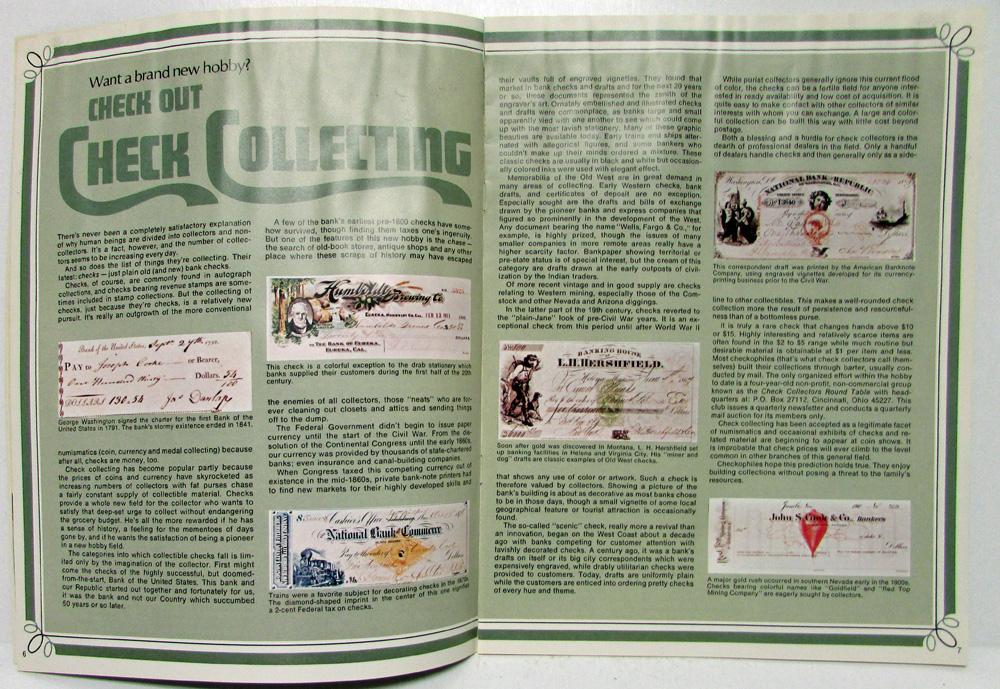 Want a brand new hobby?
CHECK OUT
CHECK COLLECTING
There's never been a completely satisfactory explanation
of why human beings are divided into collectors and non-
collectors. It's a fact, however, and the number of collec-
tors seems to be increasing every day.
And so does the list of things they're collecting. Their
latest: checks — just plain old (and new) bank checks.
Checks, of course, are commonly found in autograph
collections, and checks bearing revenue stamps are some-
times included in stamp collections. But the collecting of
checks, just because they're checks, is a relatively new
pursuit. It's really an outgrowth of the more conventional
Bank of the United States, Sept 27th 1792
PAY to Joseph Cooke or Bearer,
One Hundred thirty Dollars. 54/100
DOLLARS 130.54 Jno Dunlap
George Washington signed the charter for the first Bank of the
United States in 1791. The bank's stormy existence ended in 1841.
numismatics (coin, currency and medal collecting) because
after all, checks are money, too.
Check collecting has become popular partly because
the prices of coins and currency have skyrocketed as
increasing numbers of collectors with fat purses chase
a fairly constant supply of collectible material. Checks
provide a whole new field for the collector who wants to
satisfy that deep-set urge to collect without endangering
the grocery budget. He's all the more rewarded if he has
a sense of history, a feeling for mementoes of days
gone by, and if he wants the satisfaction of being a pioneer
in a new hobby field.
The categories into which collectible checks fall is lim-
ited only by the imagination of the collector. First might
come the checks of the highly successful, but doomed-
from-the-start, Bank of the United States. This bank and
our Republic started out together and fortunately for us,
it was the bank and not our Country which succumbed
50 years or so later.
6
A few of the bank's earliest pre-1800 checks have some-
how survived, though finding them taxes one's ingenuity.
But one of the features of this new hobby is the chase —
the search of old-book stores, antique shops and any other
place where these scraps of history may have escaped
Humboldt
Brewing Co.
EUREKA, HUMBOLDT CO. CAL. FEB 13 1911
TO THE BANK OF EUREKA,
EUREKA, CAL.
This check is a colorful exception to the drab stationery which
banks supplied their customers during the first half of the 20th
century.
the enemies of all collectors, those "neats" who are for-
ever cleaning out closets and attics and sending things
off to the dump.
The Federal Government didn't begin to issue paper
currency until the start of the Civil War. From the dis-
solution of the Continental Congress until the early 1860s,
our currency was provided by thousands of state-chartered
banks; even insurance and canal-building companies.
When Congress taxed this competing currency out of
existence in the mid-1860s, private bank-note printers had
to find new markets for their highly developed skills and
Cashier's Office
National Bank of Commerce
Pay to the order of
Trains were a favorite subject for decorating checks in the 1870s.
The diamond-shaped imprint in the center of this one signified
a 2-cent Federal tax on checks.
their vaults full of engraved vignettes. They found that
market in bank checks and drafts and for the next 20 years
or so, these documents represented the zenith of the
engraver's art. Ornately embellished and illustrated checks
and drafts were commonplace, as banks large and small
apparently vied with one another to see which could come
up with the most lavish stationery. Many of these graphic
beauties are available today. Early trains and ships alter-
nated with allegorical figures, and some bankers who
couldn't make up their minds ordered a mixture. These
classic checks are usually in black and white but occasion-
ally colored inks were used with elegant effect.
Memorabilia of the Old West are in great demand in
many areas of collecting. Early Western checks, bank
drafts, and certificates of deposit are no exception.
Especially sought are the drafts and bills of exchange
drawn by the pioneer banks and express companies that
figured so prominently in the development of the West.
Any document bearing the name "Wells, Fargo & Co," for
example, is highly prized, though the issues of many
smaller companies in more remote areas really have a
higher scarcity factor. Bankpaper showing territorial or
pre-state status is of special interest, but the cream of this
category are drafts drawn at the early outposts of civil-
ization by the Indian traders.
Of more recent vintage and in good supply are checks
relating to Western mining, especially those of the Com-
stock and other Nevada and Arizona diggings.
In the latter part of the 19th century, checks reverted to
the "plain-Jane" look of pre-Civil War years. It is an ex-
ceptional check from this period until after World War II
BANKING HOUSE
L.H. HERSHFIELD.
Soon after gold was discovered in Montana, L. H. Hershfield set
up banking facilities in Helena and Virginia City. His "miner and
dog" drafts are classic examples of Old West checks.
that shows any use of color or artwork. Such a check is
therefore valued by collectors. Showing a picture of the
bank's building is about as decorative as most banks chose
to be in those days, though a small vignette of some local
geographical feature or tourist attraction is occasionally
found.
The so-called "scenic" check, really more a revival than
an innovation, began on the West Coast about a decade
ago with banks competing for customer attention with
lavishly decorated checks. A century ago, it was a bank's
drafts on itself or its big city correspondents which were
expensively engraved, while drably utilitarian checks were
provided to customers. Today, drafts are uniformly plain
while the customers are enticed into ordering pretty checks
of every hue and theme.
While purist collectors generally ignore this current flood
of color, the checks can be a fertile field for anyone inter-
ested in ready availability and low cost of acquisition. It is
quite easy to make contact with other collectors of similar
interests with whom you can exchange. A large and color-
ful collection can be built this way with little cost beyond
postage.
Both a blessing and a hurdle for check collectors is the
dearth of professional dealers in the field. Only a handful
of dealers handle checks and then generally only as a side-
Washington
NATIONAL BANK OF THE REPUBLIC
This correspondent draft was printed by the American Banknote
Company, using engraved vignettes developed for its currency-
printing business prior to the Civil War.
line to other collectibles. This makes a well-rounded check
collection more the result of persistence and resourceful-
ness than of a bottomless purse.
It is truly a rare check that changes hands above $10
or $15. Highly interesting and relatively scarce items are
often found in the $2 to $5 range while much routine but
desirable material is obtainable at $1 per item and less.
Most checkophiles (that's what check collectors call them-
selves) built their collections through barter, usually con-
ducted by mail. The only organized effort within the hobby
to date is a four-year-old non-profit, non-commercial group
known as the Check Collectors Round Table with head-
quarters at: P.O. Box 27112, Cincinnati, Ohio 45227. This
club issues a quarterly newsletter and conducts a quarterly
mail auction for its members only.
Check collecting has been accepted as a legitimate facet
of numismatics and occasional exhibits of checks and re-
lated material are beginning to appear at coin shows. It
is improbable that check prices will ever climb to the level
common in other branches of this general field.
Checkophiles hope this prediction holds true. They enjoy
building collections without posing a threat to the family's
resources.
John S. Cook & Co., Bankers
A major gold rush occurred in southern Nevada early in the 1900s.
Checks bearing colorful names like "Goldfield" and "Red Top
Mining Company" are eagerly sought by collectors.
7